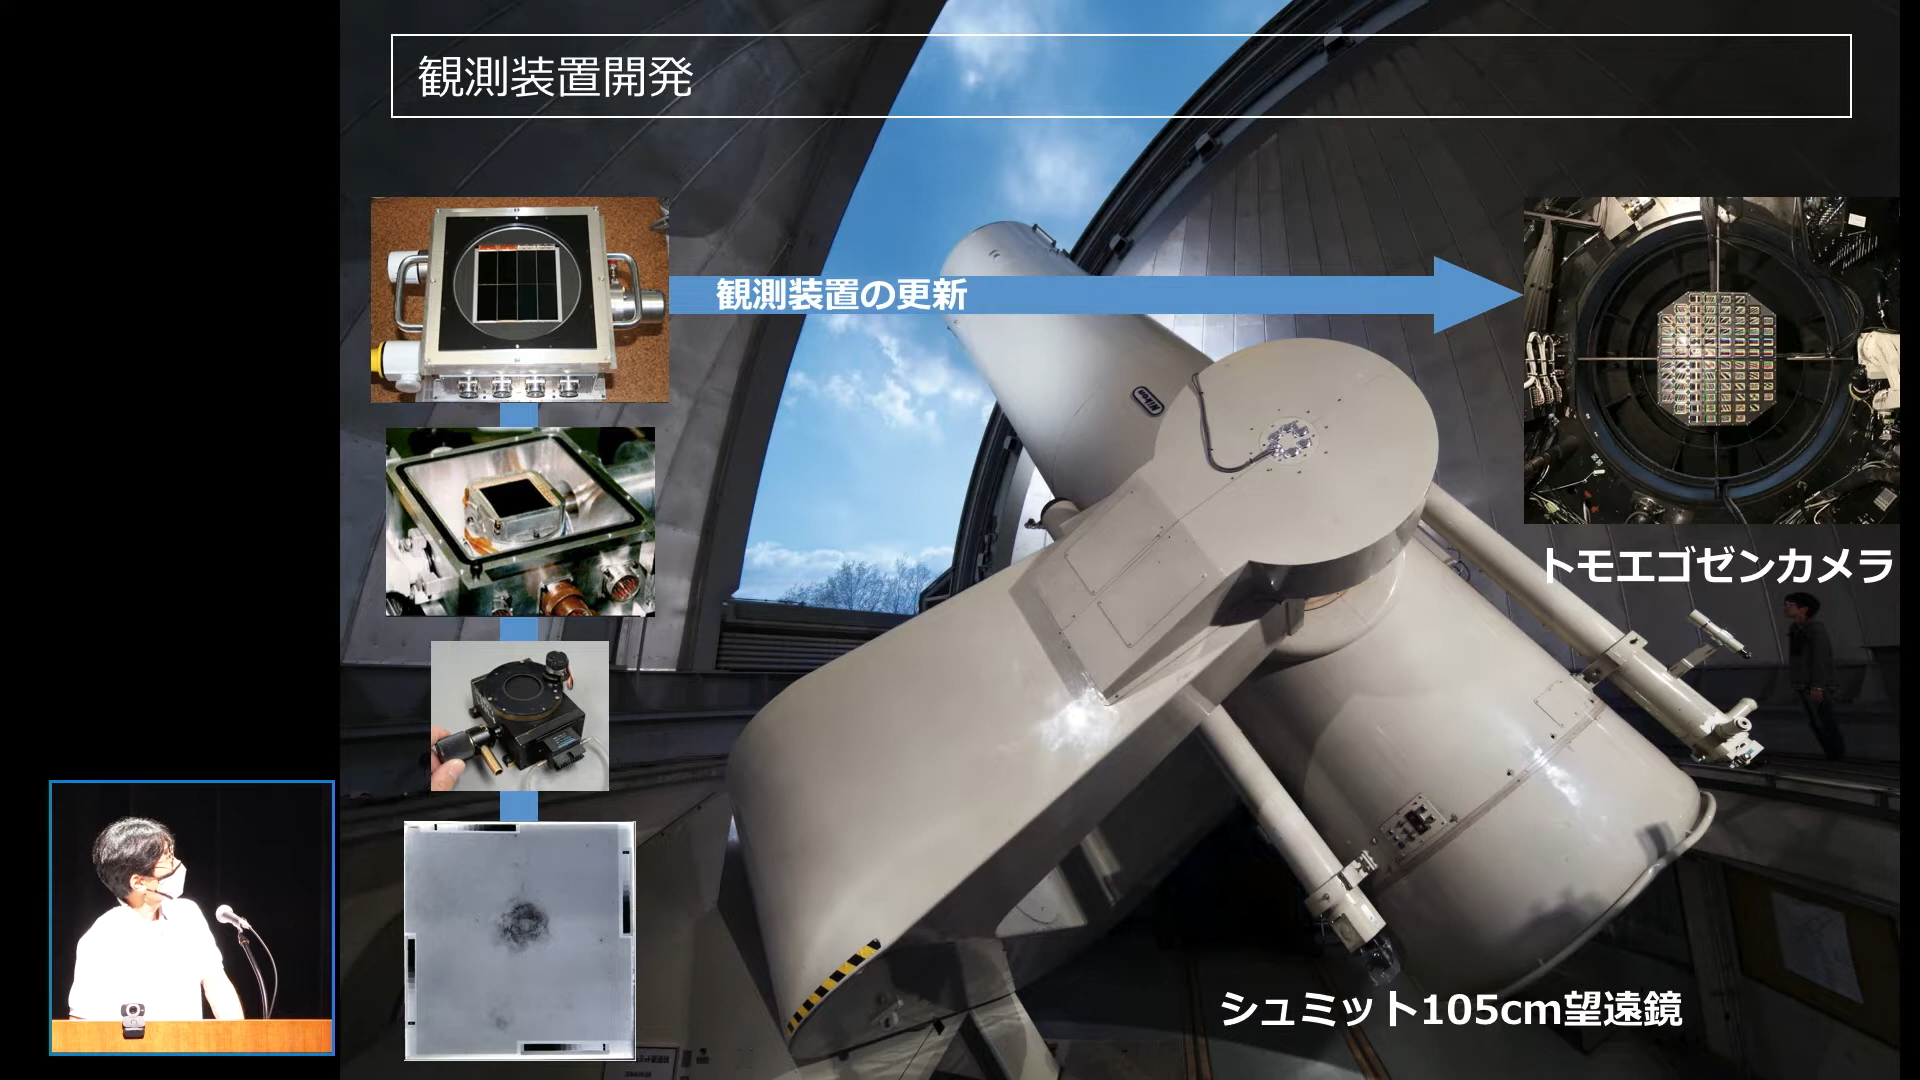 観測装置開発
観測装置の更新
Nikon
トモエゴゼンカメラ
シュミット105cm望遠鏡